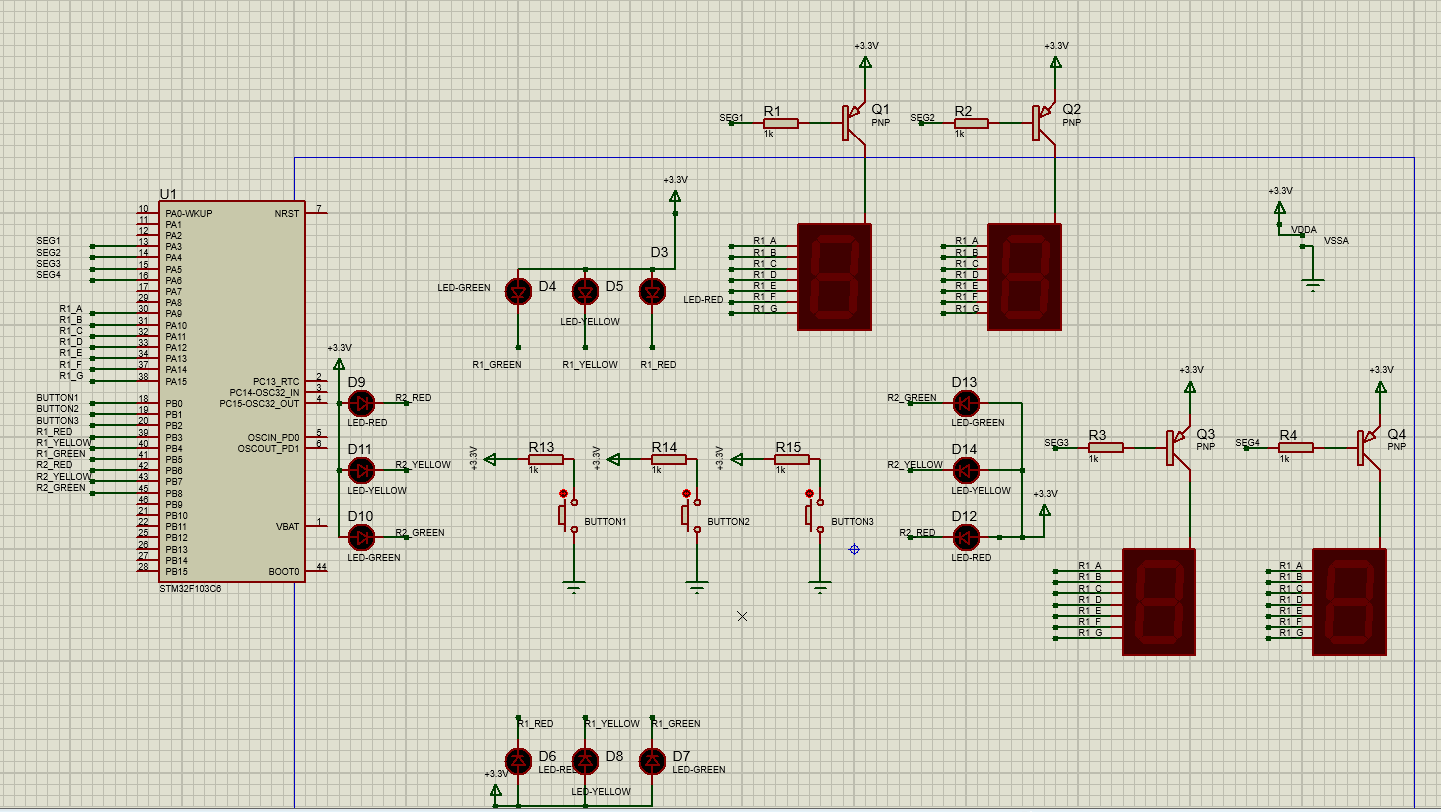 +3.3V
+3.3V
SEG1
R1
1k
Q1
PNP
SEG2
R2
1k
Q2
PNP
U1
10 PA0-WKUP
11 PA1
12 PA2
SEG1 13 PA3
SEG2 14 PA4
SEG3 15 PA5
SEG4 16 PA6
17 PA7
29 PA8
R1_A 30 PA9
R1_B 31 PA10
R1_C 32 PA11
R1_D 33 PA12
R1_E 34 PA13
R1_F 37 PA14
R1_G 38 PA15
BUTTON1 18 PB0
BUTTON2 19 PB1
BUTTON3 20 PB2
R1_RED 39 PB3
R1_YELLOW 40 PB4
R1_GREEN 41 PB5
R2_RED 42 PB6
R2_YELLOW 43 PB7
R2_GREEN 45 PB8
46 PB9
21 PB10
22 PB11
25 PB12
26 PB13
27 PB14
28 PB15
NRST 7
PC13_RTC 2
PC14-OSC32_IN 3
PC15-OSC32_OUT 4
OSCIN_PD0 5
OSCOUT_PD1 6
VBAT 1
BOOT0 44
STM32F103C6
+3.3V
D3
LED-GREEN
D4
D5
LED-RED
LED-YELLOW
R1_GREEN
R1_YELLOW
R1_RED
R1_A
R1_B
R1_C
R1_D
R1_E
R1_F
R1_G
R1_A
R1_B
R1_C
R1_D
R1_E
R1_F
R1_G
+3.3V
VDDA
VSSA
+3.3V
D9
R2_RED
LED-RED
D11
R2_YELLOW
LED-YELLOW
D10
R2_GREEN
LED-GREEN
+3.3V
R13
1k
BUTTON1
+3.3V
R14
1k
BUTTON2
+3.3V
R15
1k
BUTTON3
D13
R2_GREEN
LED-GREEN
D14
R2_YELLOW
LED-YELLOW
+3.3V
D12
R2_RED
LED-RED
+3.3V
+3.3V
SEG3
R3
1k
Q3
PNP
SEG4
R4
1k
Q4
PNP
R1_A
R1_B
R1_C
R1_D
R1_E
R1_F
R1_G
R1_A
R1_B
R1_C
R1_D
R1_E
R1_F
R1_G
R1_RED
R1_YELLOW
R1_GREEN
D6
LED-RED
D8
D7
LED-GREEN
+3.3V
LED-YELLOW